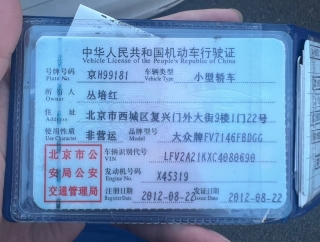 中华人民共和国机动车行驶证
Vehicle License of the People's Republic of China
号牌号码 京H99181 车辆类型 小型轿车
Plate No. Vehicle Type
所有人 丛培红
Owner
住址 北京市西城区复兴门外大街9楼1门22号
Address
使用性质 非营运 品牌型号 大众牌FV7146FBDGG
Use Character Model
北京市公安局公安交通管理局
车辆识别代号 LFV2A21KXC4080690
VIN
发动机号码 X45319
Engine No.
注册日期 2012-08-22 发证日期 2012-08-22
Register Date Issue Date